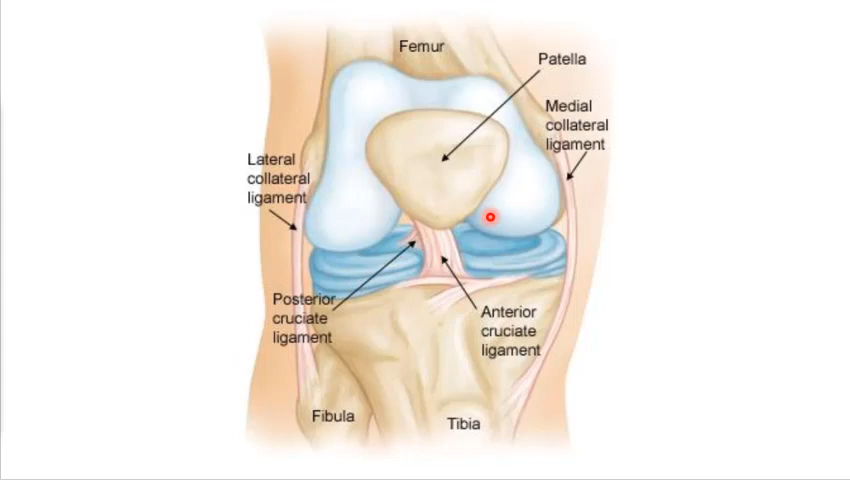 Femur
Patella
Medial
collateral
ligament
Lateral
collateral
ligament
Posterior
cruciate
ligament
Anterior
cruciate
ligament
Fibula
Tibia